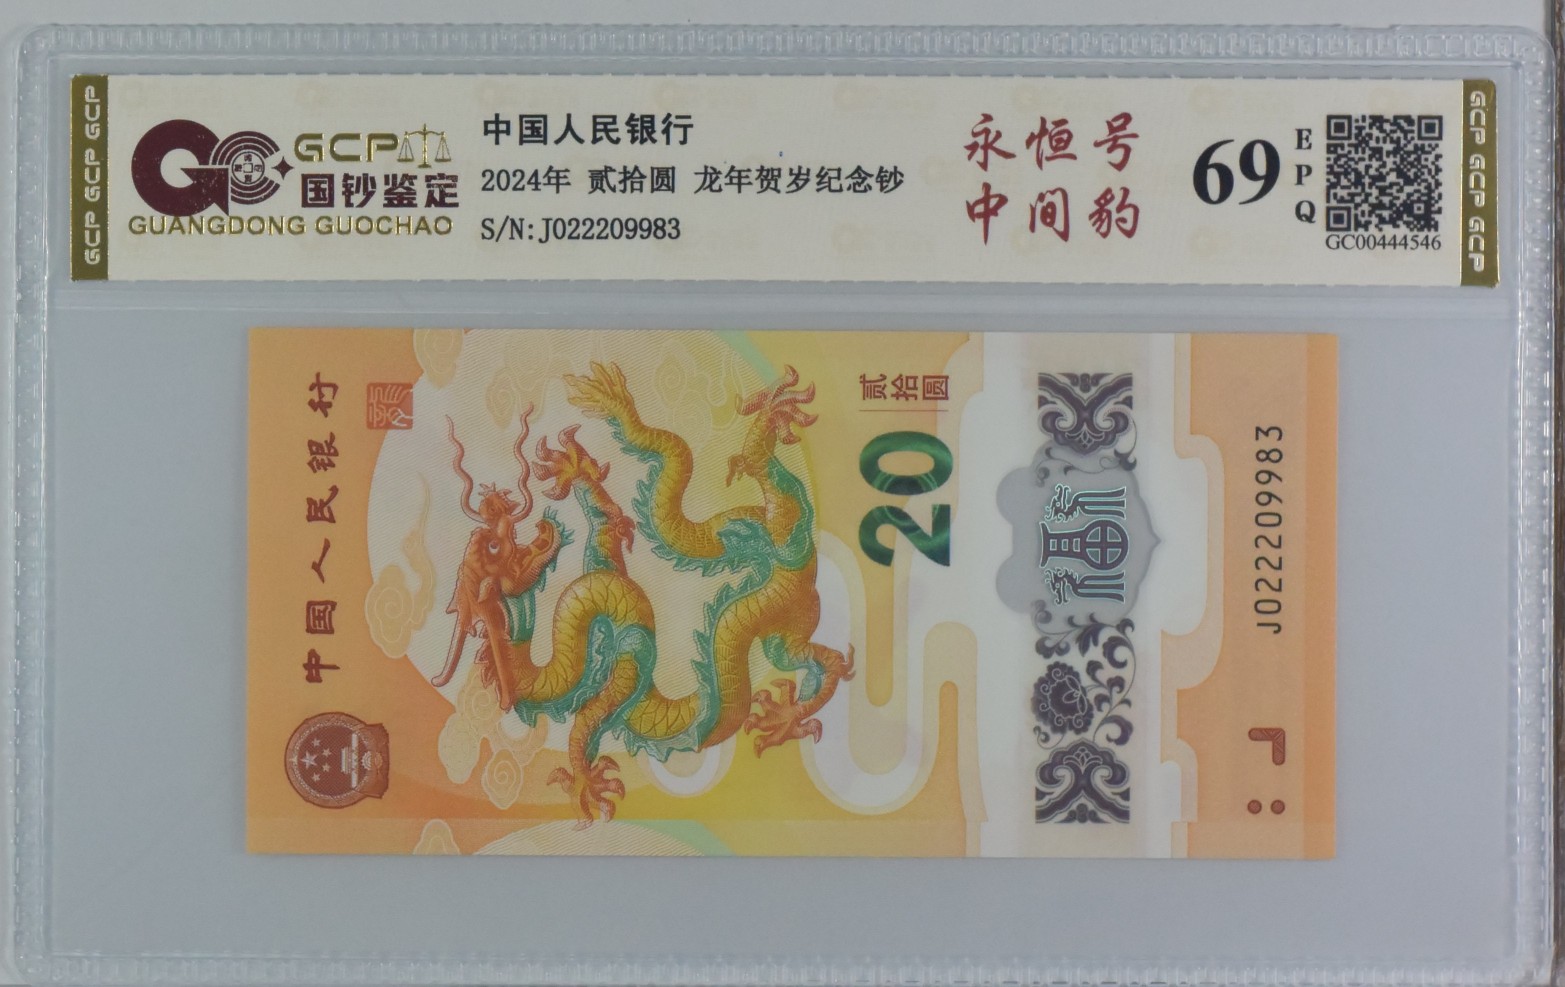 GCP GCP GCP
GCP
国钞鉴定
GUANGDONG GUOCHAO
中国人民银行
2024年 贰拾圆 龙年贺岁纪念钞
S/N:J022209983
永恒号
中间豹
69
EPQ
GC00444546
GCP GCP GCP
中国人民银行
贰拾圆
20
J022209983